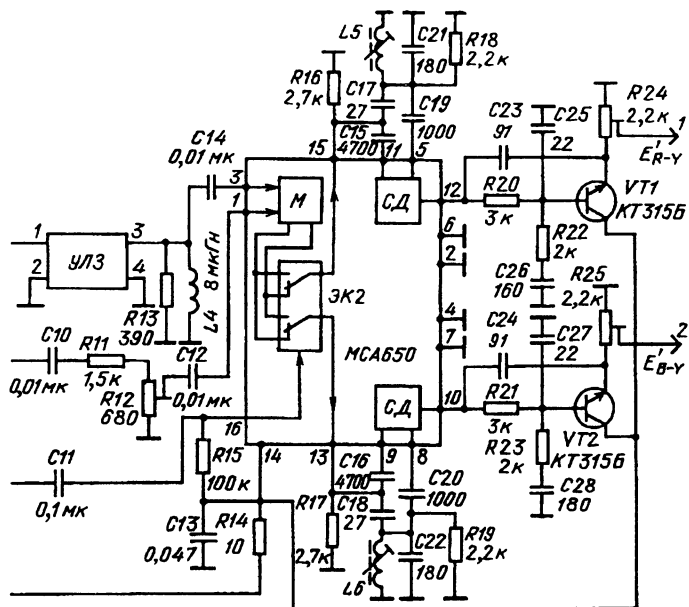 L5
C21
180
R18
2,2к
R16
2,7к
C17
27
C15
4700
C19
1000
C23
91
C25
22
R24
2,2к
1
E'R-Y
C14
0,01 мк
15
11
5
3
1
М
СД
12
R20
3к
VT1
КТ315Б
6
2
R22
2к
1
3
УЛЗ
2
4
8 мкГн
L4
R13
390
ЭК2
C26
160
R25
2,2к
4
7
C24
91
C27
22
2
E'B-Y
C10
0,01мк
R11
1,5к
C12
0,01 мк
R12
680
МСА650
СД
10
R21
3к
VT2
КТ315Б
16
14
13
9
8
R23
2к
C11
0,1мк
R15
100к
C16
4700
C20
1000
C28
180
C13
0,047
R14
10
R17
2,7к
C18
27
L6
C22
180
R19
2,2к